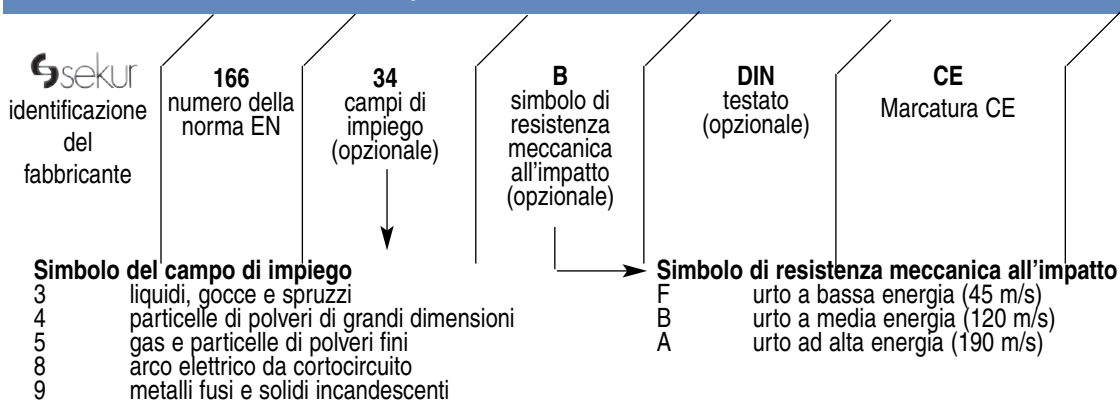 sekur
identificazione
del
fabbricante
166
numero della
norma EN
34
campi di
impiego
(opzionale)
B
simbolo di
resistenza
meccanica
all'impatto
(opzionale)
DIN
testato
(opzionale)
CE
Marcatura CE
Simbolo del campo di impiego
3 liquidi, gocce e spruzzi
4 particelle di polveri di grandi dimensioni
5 gas e particelle di polveri fini
8 arco elettrico da cortocircuito
9 metalli fusi e solidi incandescenti
Simbolo di resistenza meccanica all'impatto
F urto a bassa energia (45 m/s)
B urto a media energia (120 m/s)
A urto ad alta energia (190 m/s)